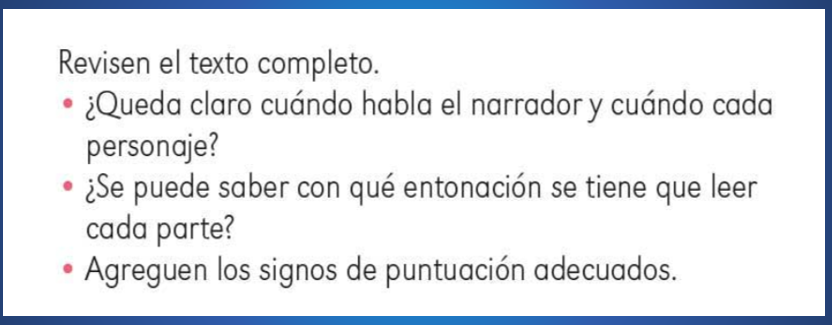 Revisen el texto completo.
• ¿Queda claro cuándo habla el narrador y cuándo cada
personaje?
• ¿Se puede saber con qué entonación se tiene que leer
cada parte?
• Agreguen los signos de puntuación adecuados.